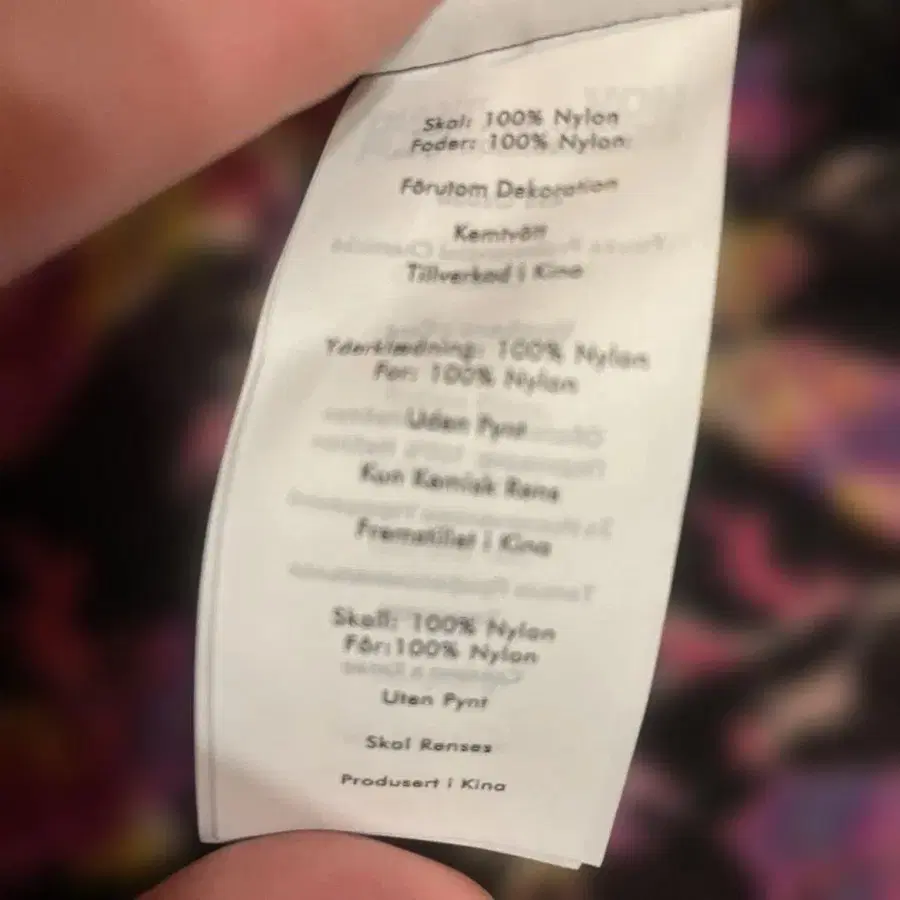 Skal: 100% Nylon
Foder: 100% Nylon
Förutom Dekoration
Kemtvätt
Tillverkad i Kina
Yderklædning: 100% Nylon
For: 100% Nylon
Uden Pynt
Kun Kemisk Rens
Fremstillet i Kina
Skall: 100% Nylon
Fôr:100% Nylon
Uten Pynt
Skal Renses
Produsert i Kina